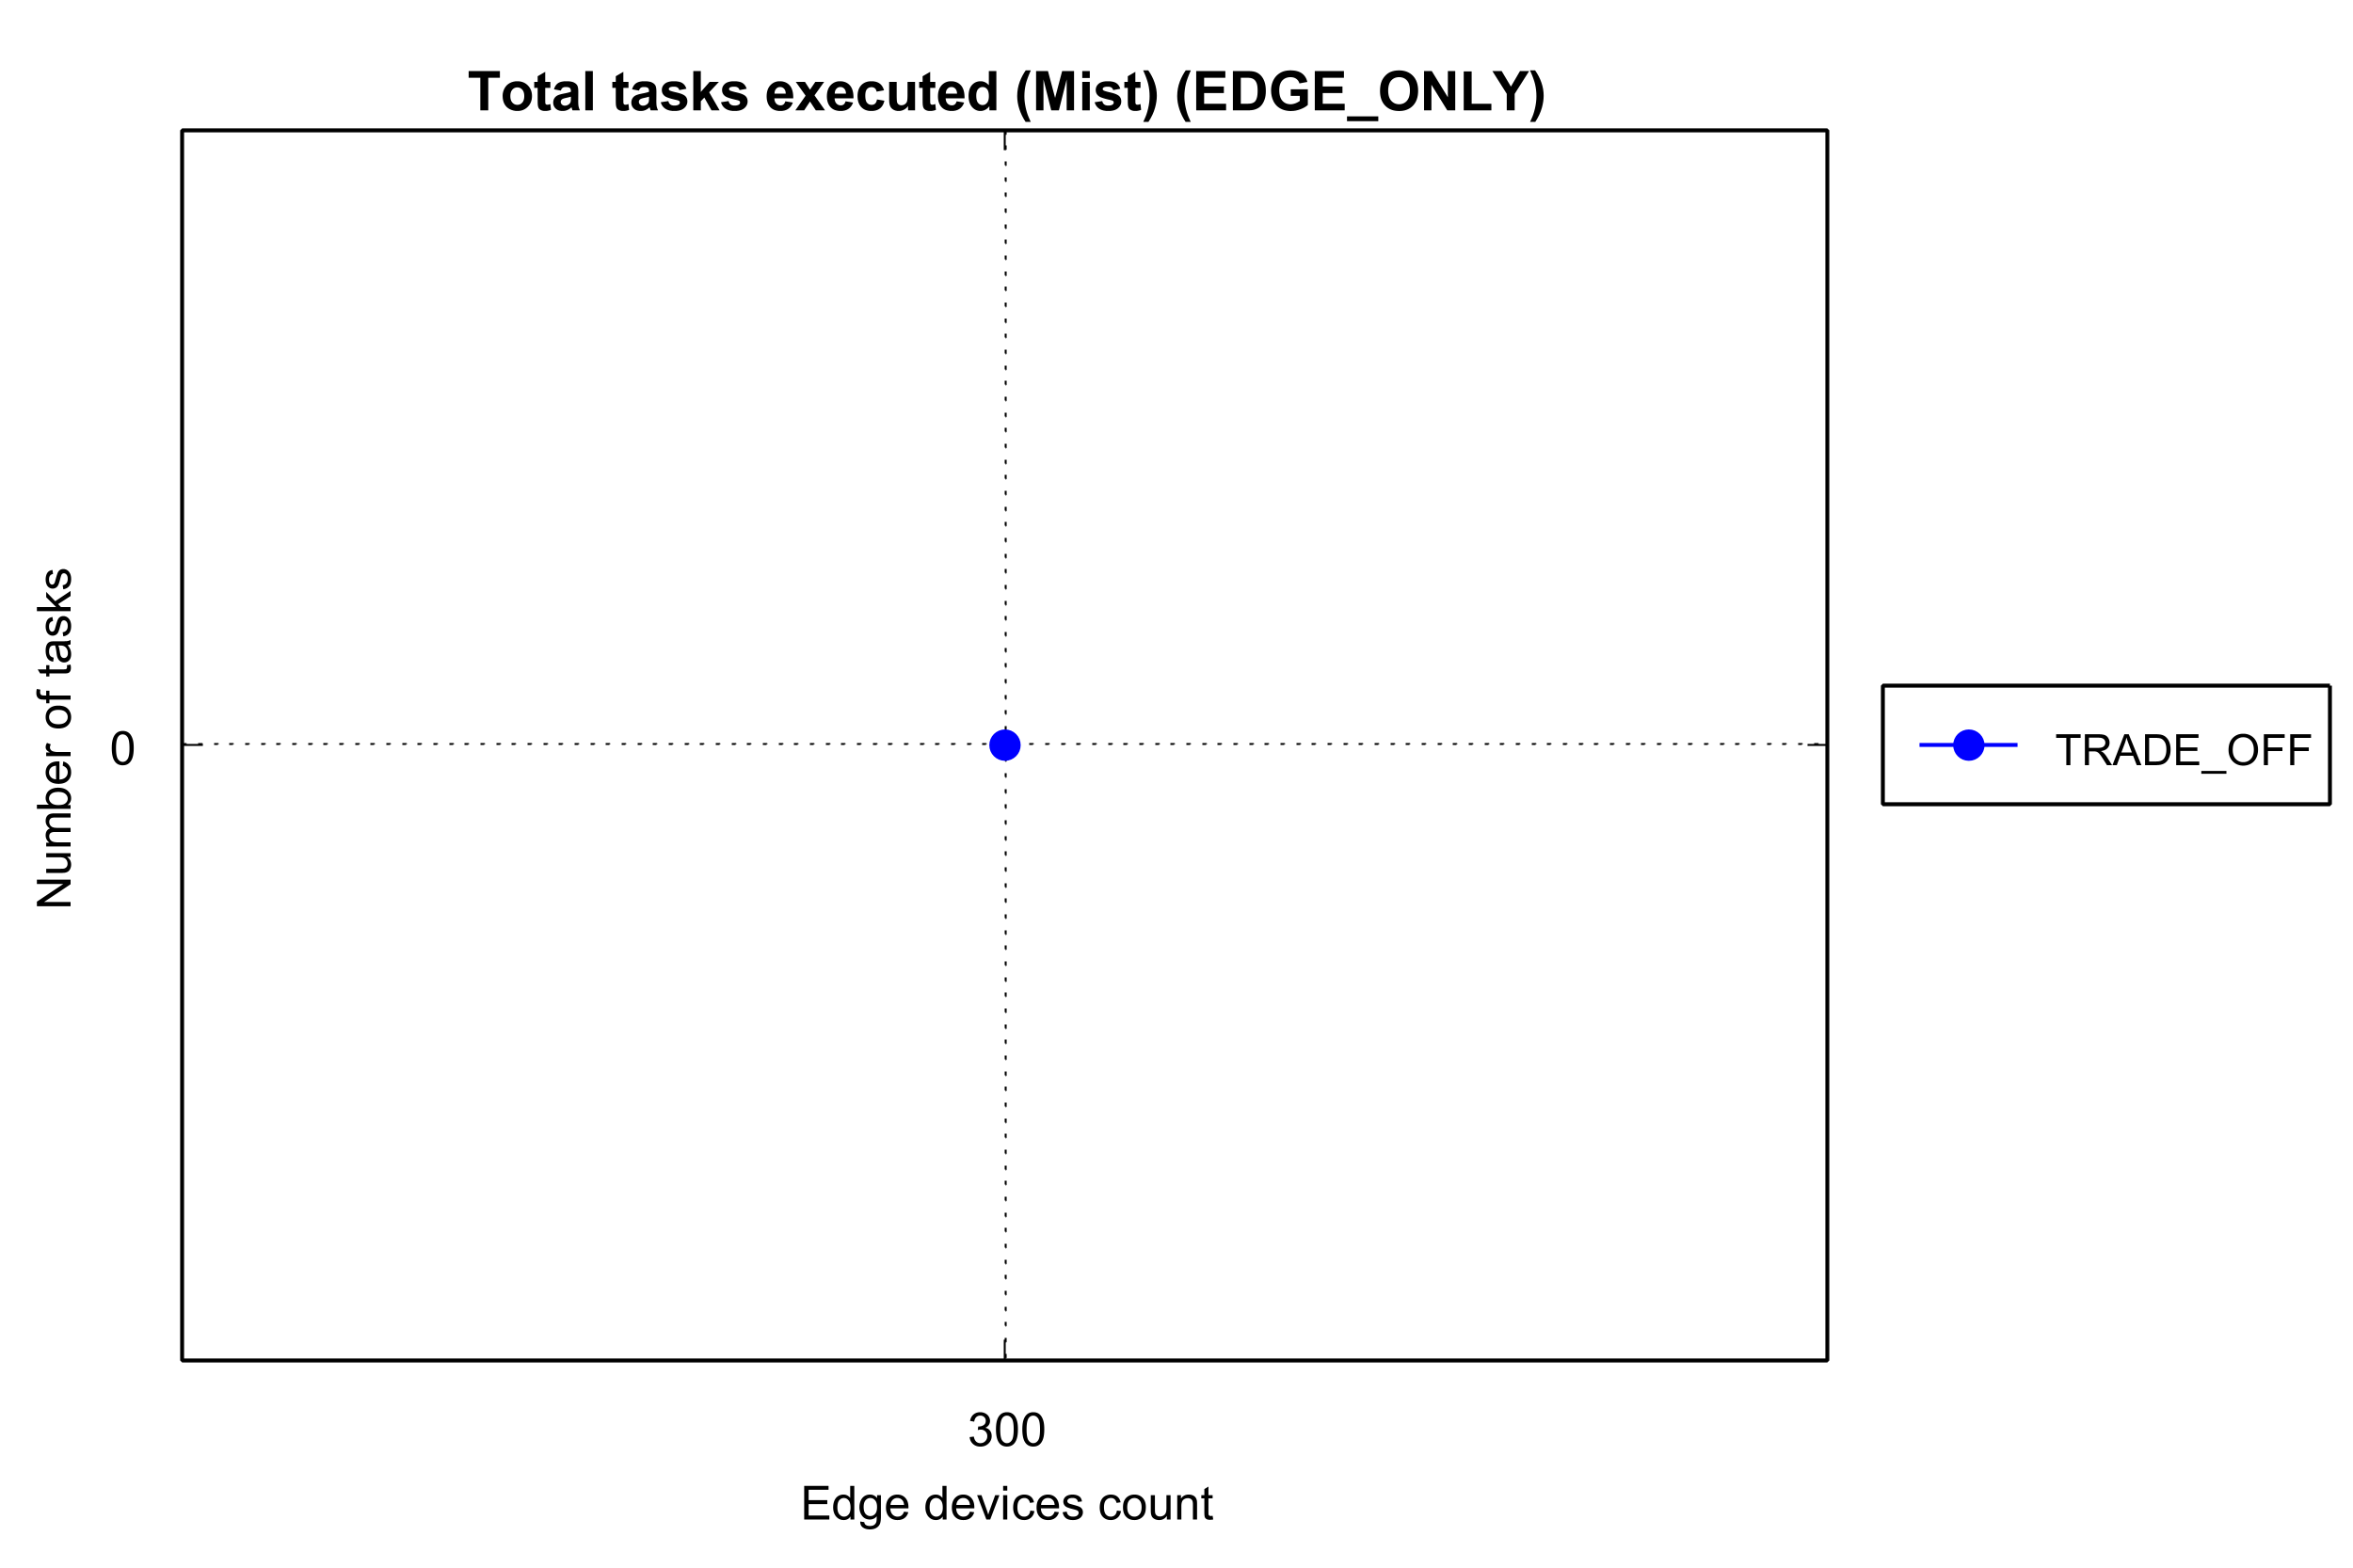 Total tasks executed (Mist) (EDGE_ONLY)
Number of tasks
0
TRADE_OFF
300
Edge devices count